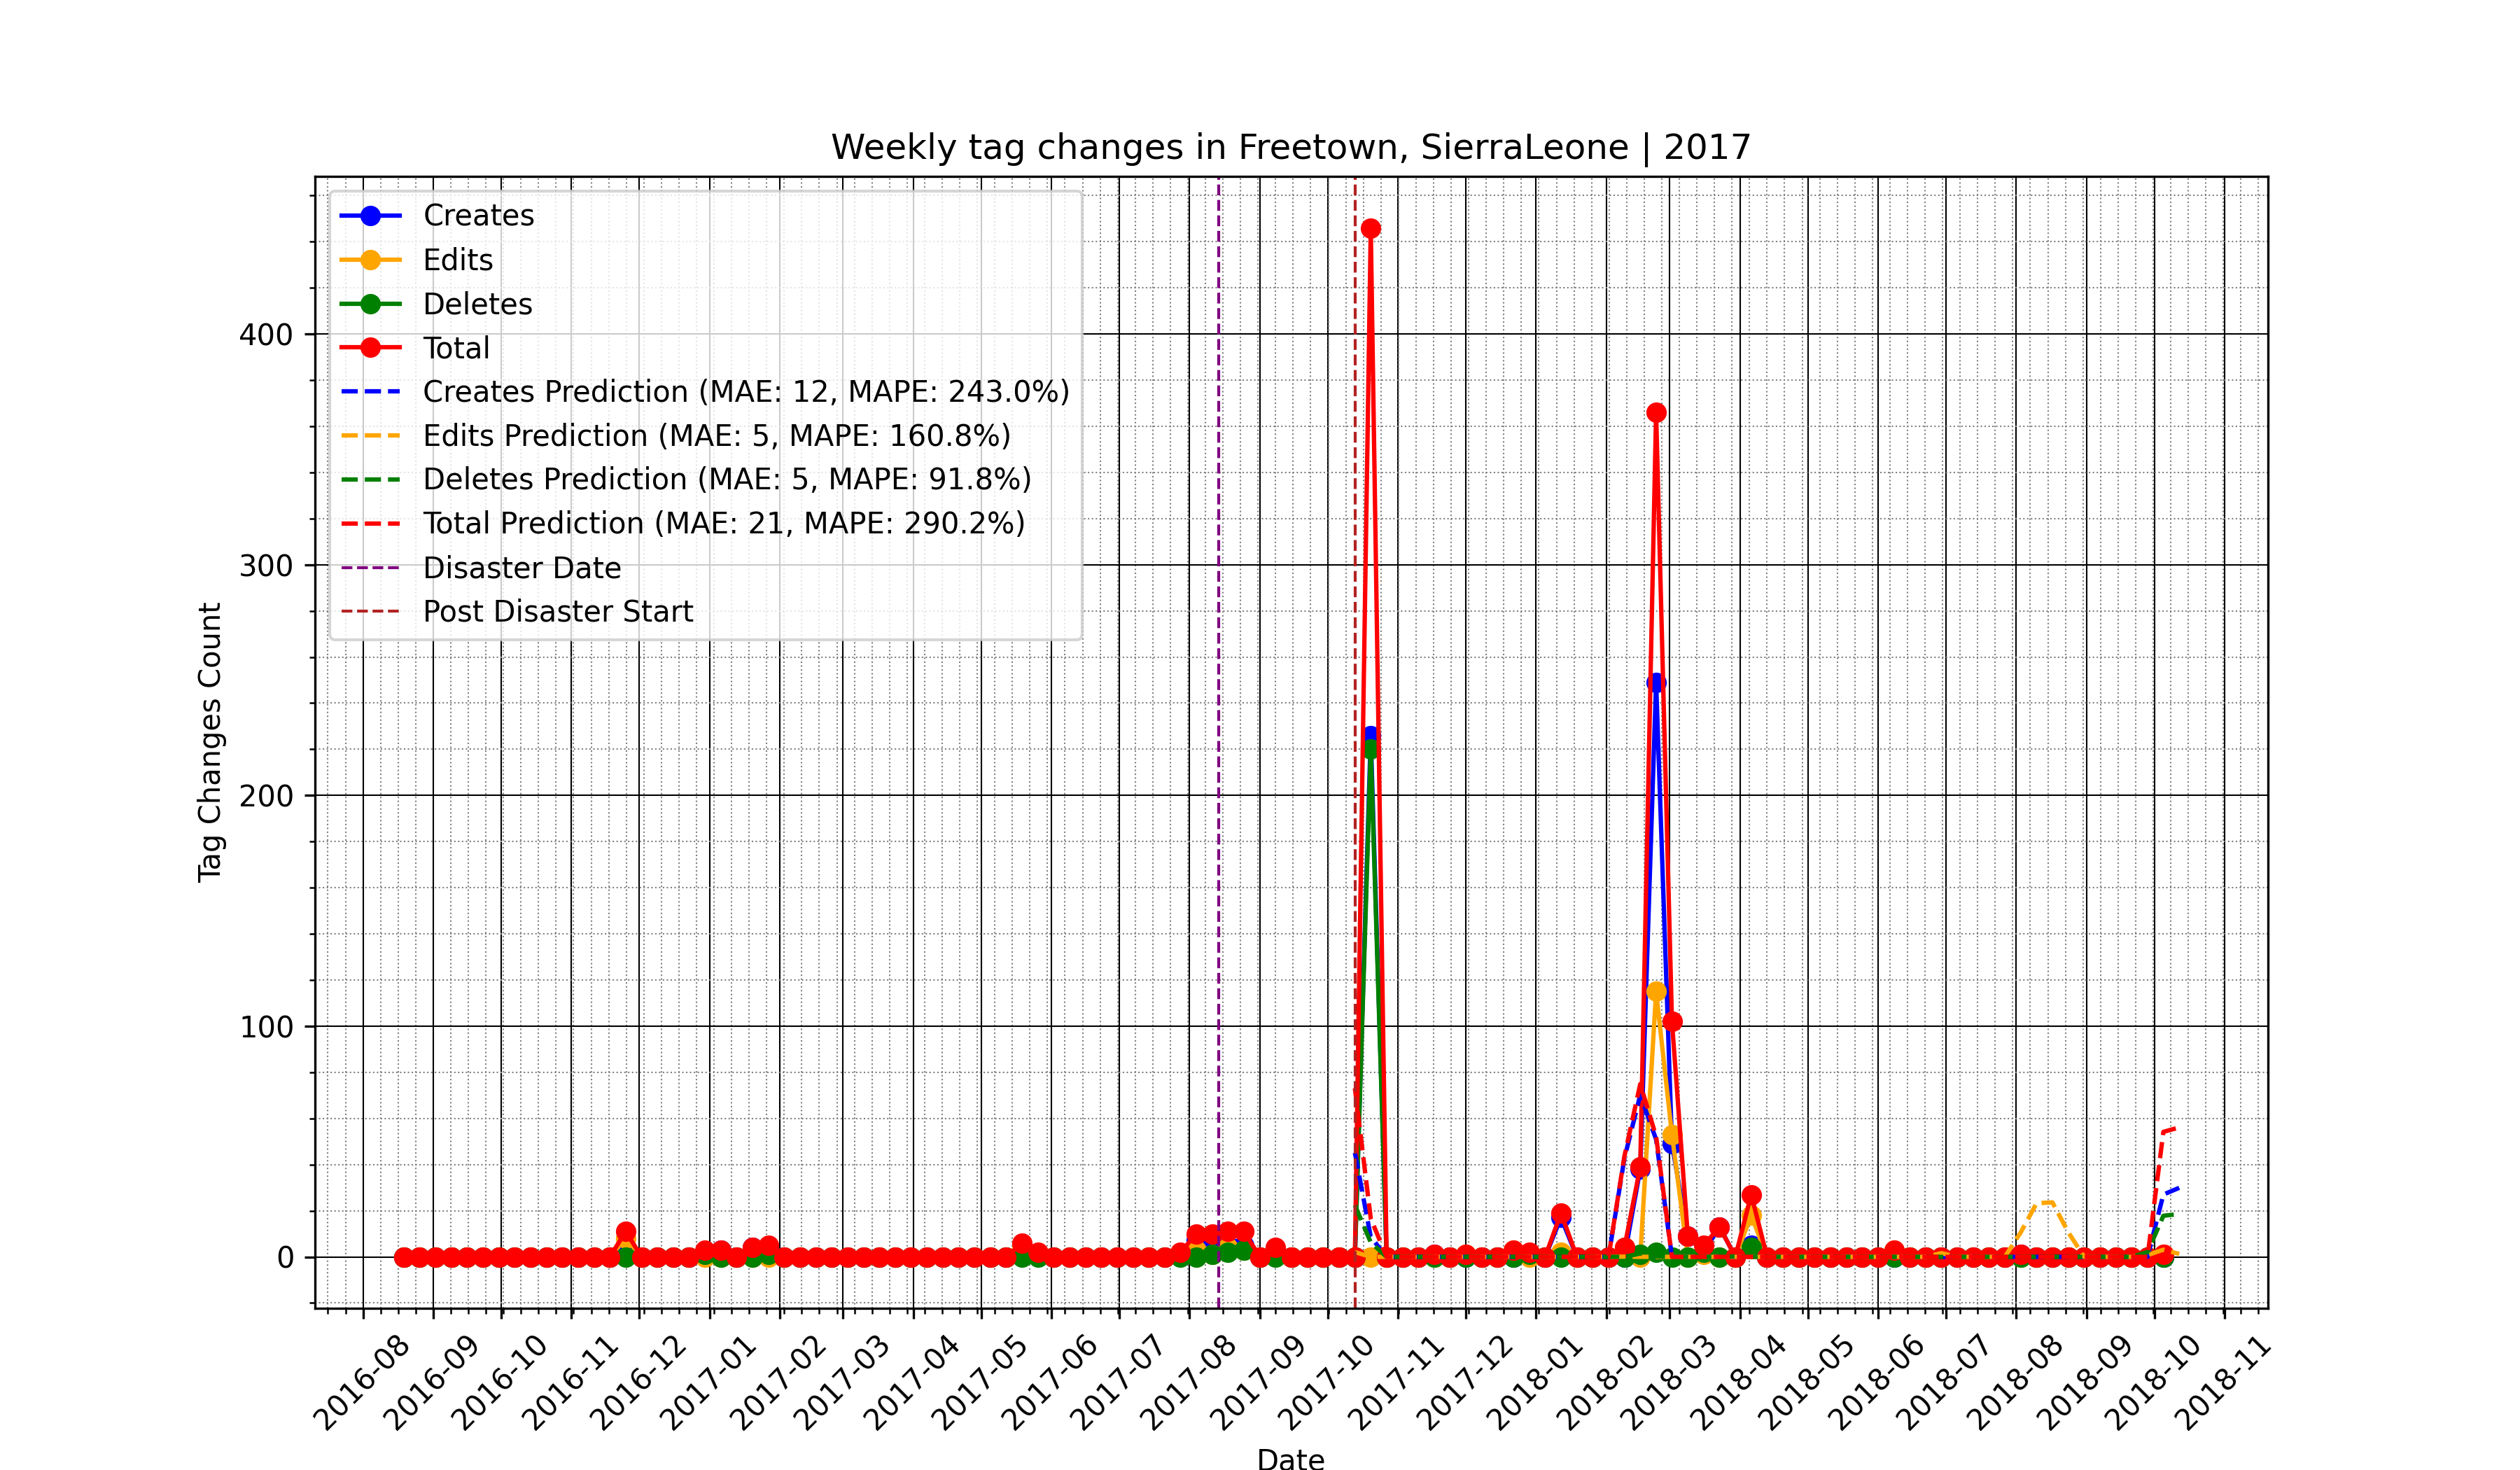 Weekly tag changes in Freetown, SierraLeone | 2017
Creates
Edits
Deletes
Total
Creates Prediction (MAE: 12, MAPE: 243.0%)
Edits Prediction (MAE: 5, MAPE: 160.8%)
Deletes Prediction (MAE: 5, MAPE: 91.8%)
Total Prediction (MAE: 21, MAPE: 290.2%)
Disaster Date
Post Disaster Start
Tag Changes Count
400
300
200
100
0
2016-08
2016-09
2016-10
2016-11
2016-12
2017-01
2017-02
2017-03
2017-04
2017-05
2017-06
2017-07
2017-08
2017-09
2017-10
2017-11
2017-12
2018-01
2018-02
2018-03
2018-04
2018-05
2018-06
2018-07
2018-08
2018-09
2018-10
2018-11
Date